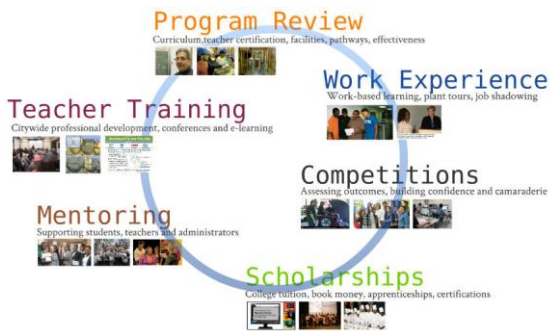 Program Review
Curriculum, teacher certification, facilities, pathways, effectiveness
Work Experience
Work-based learning, plant tours, job shadowing
Teacher Training
Citywide professional development, conferences and e-learning
Competitions
Assessing outcomes, building confidence and camaraderie
Mentoring
Supporting students, teachers and administrators
Scholarships
College tuition, book money, apprenticeships, certifications